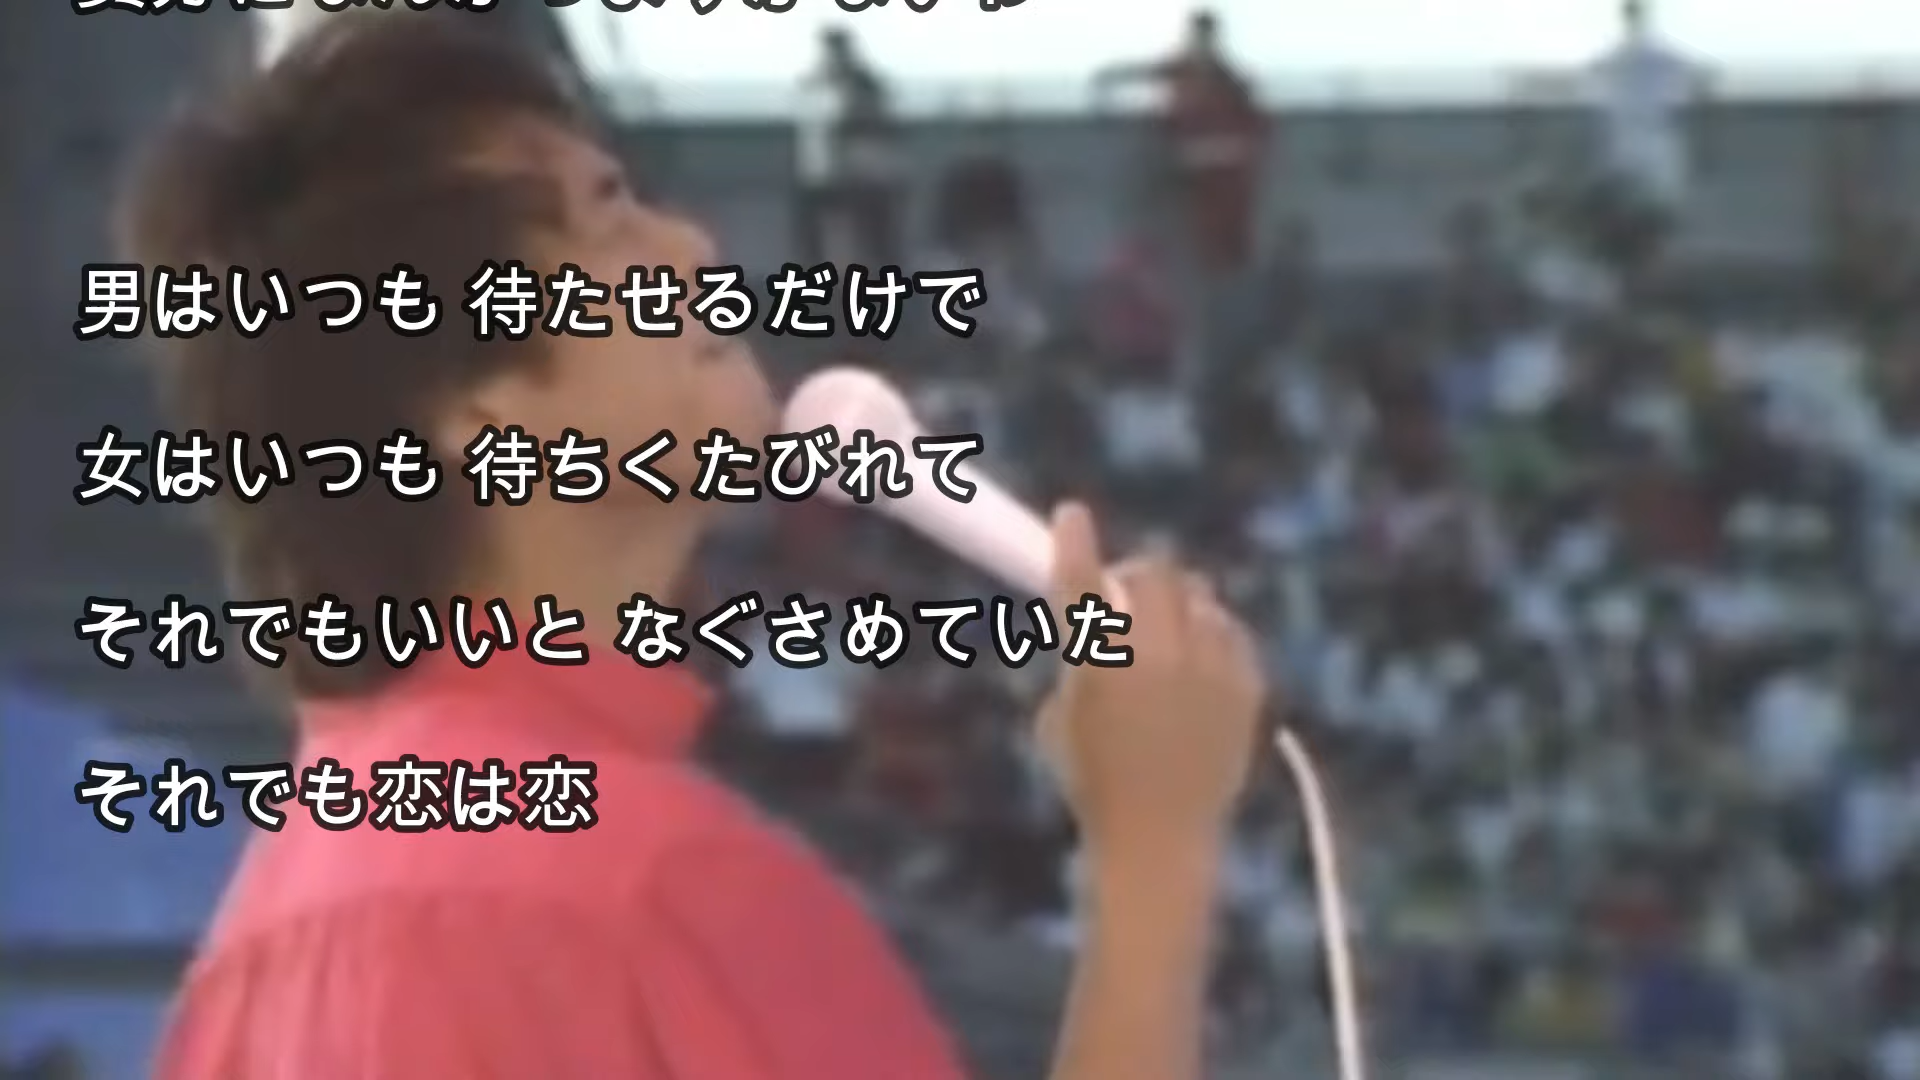 男はいつも 待たせるだけで
女はいつも 待ちくたびれて
それでもいいと なぐさめていた
それでも恋は恋